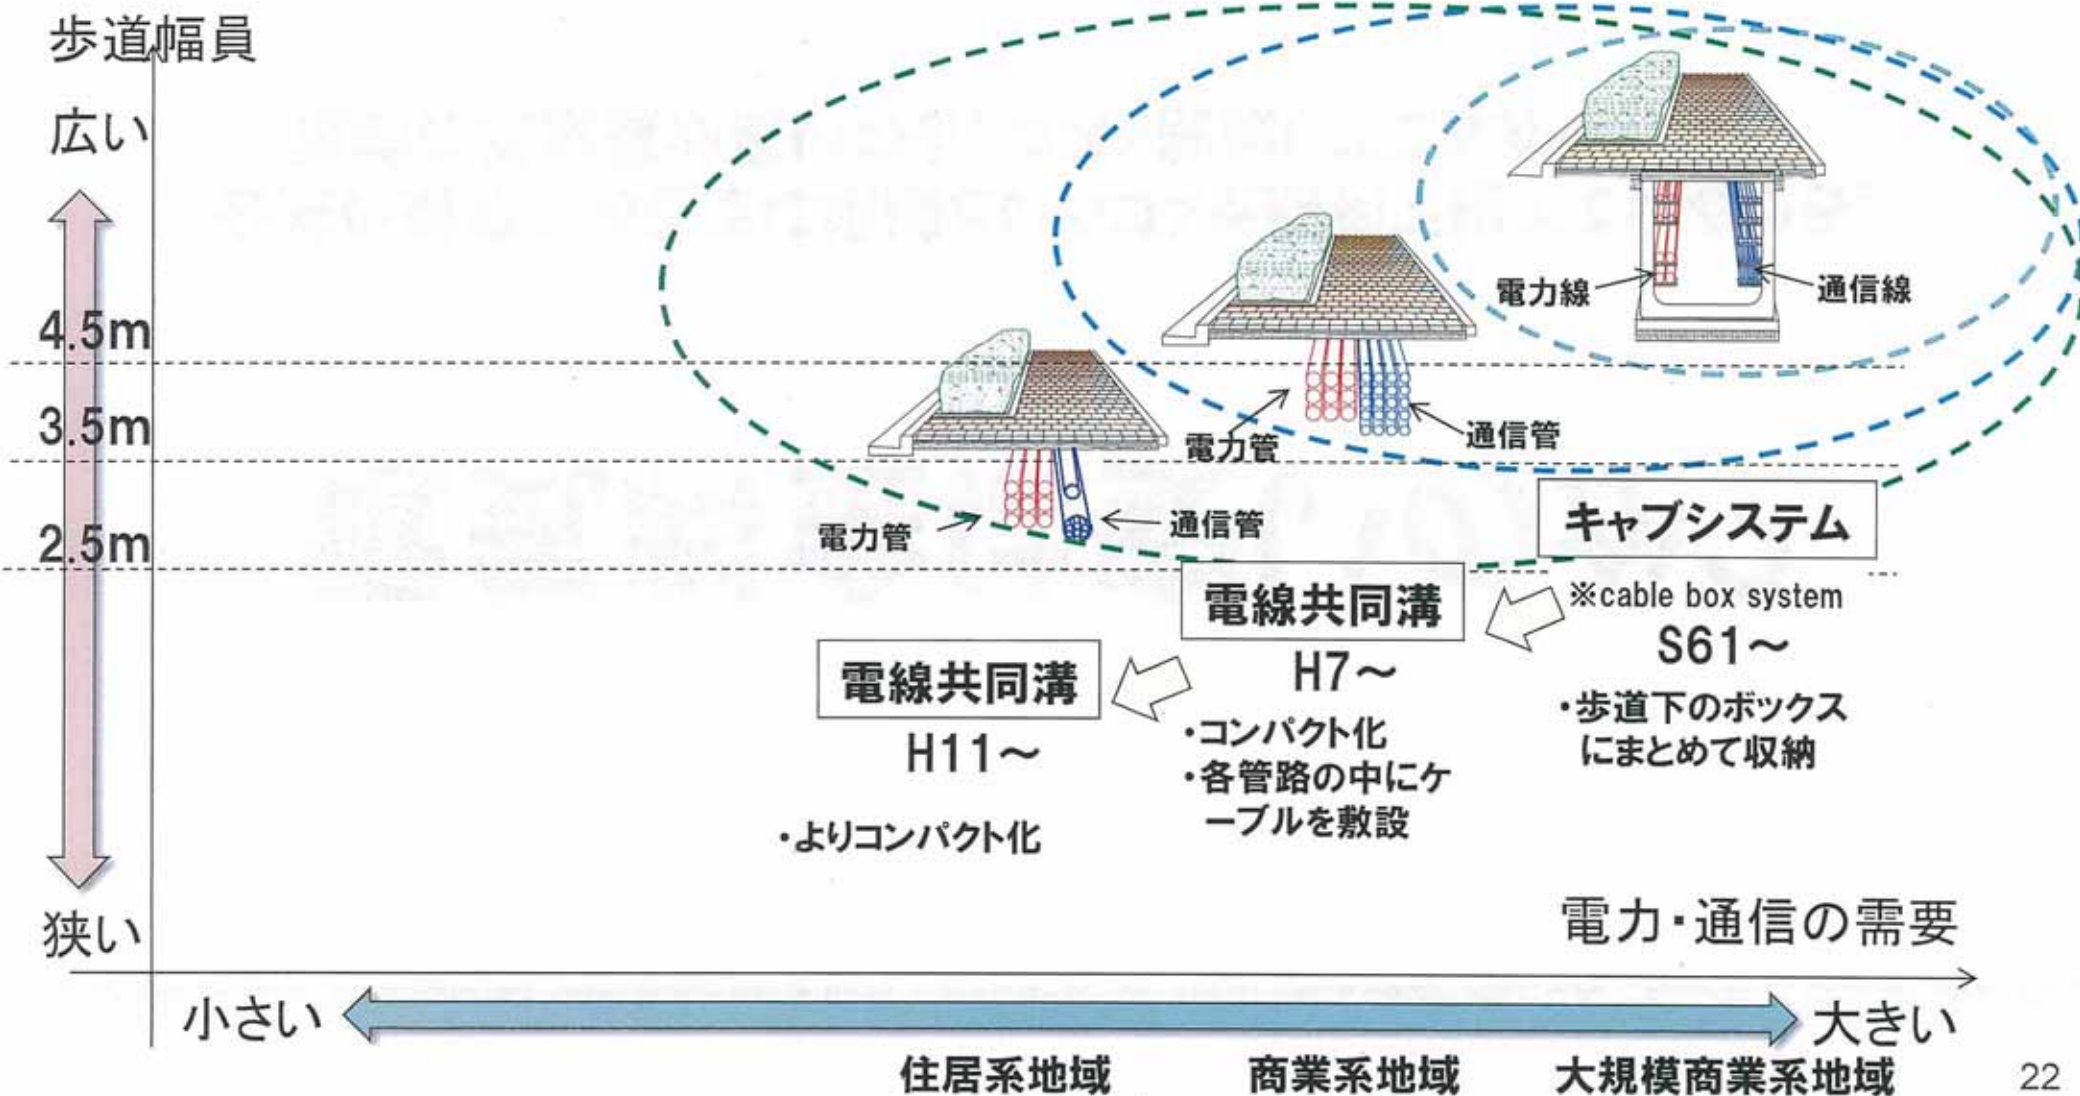 歩道幅員
広い
4.5m
3.5m
2.5m
狭い
電力線
通信線
電力管
通信管
電力管
通信管
キャブシステム
※cable box system
S61～
・歩道下のボックス
にまとめて収納
電線共同溝
H7～
・コンパクト化
・各管路の中にケ
ーブルを敷設
電線共同溝
H11～
・よりコンパクト化
電力・通信の需要
小さい
大きい
住居系地域
商業系地域
大規模商業系地域
22